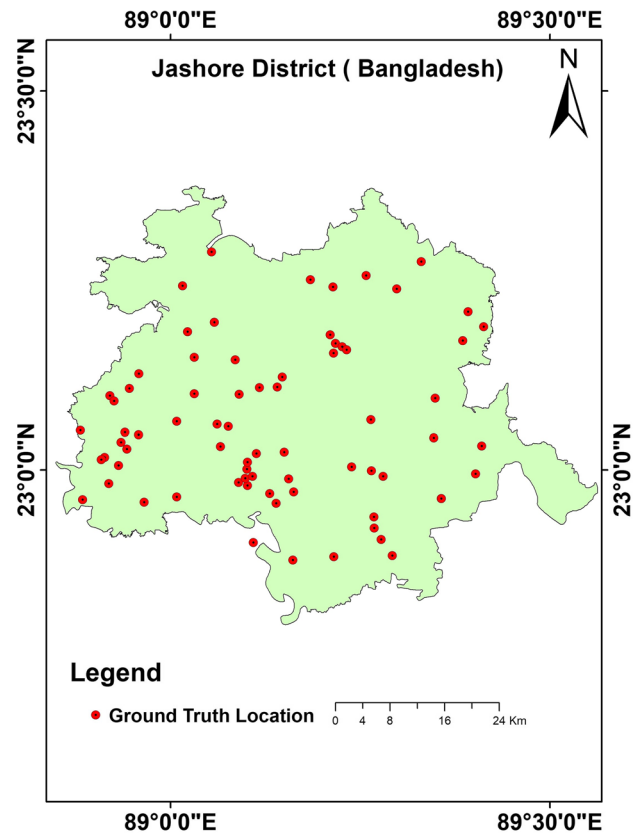 89°0'0"E 89°30'0"E
Jashore District ( Bangladesh)
N
23°30'0"N
23°0'0"N
23°0'0"N
Legend
Ground Truth Location
0 4 8 16 24 Km
89°0'0"E 89°30'0"E